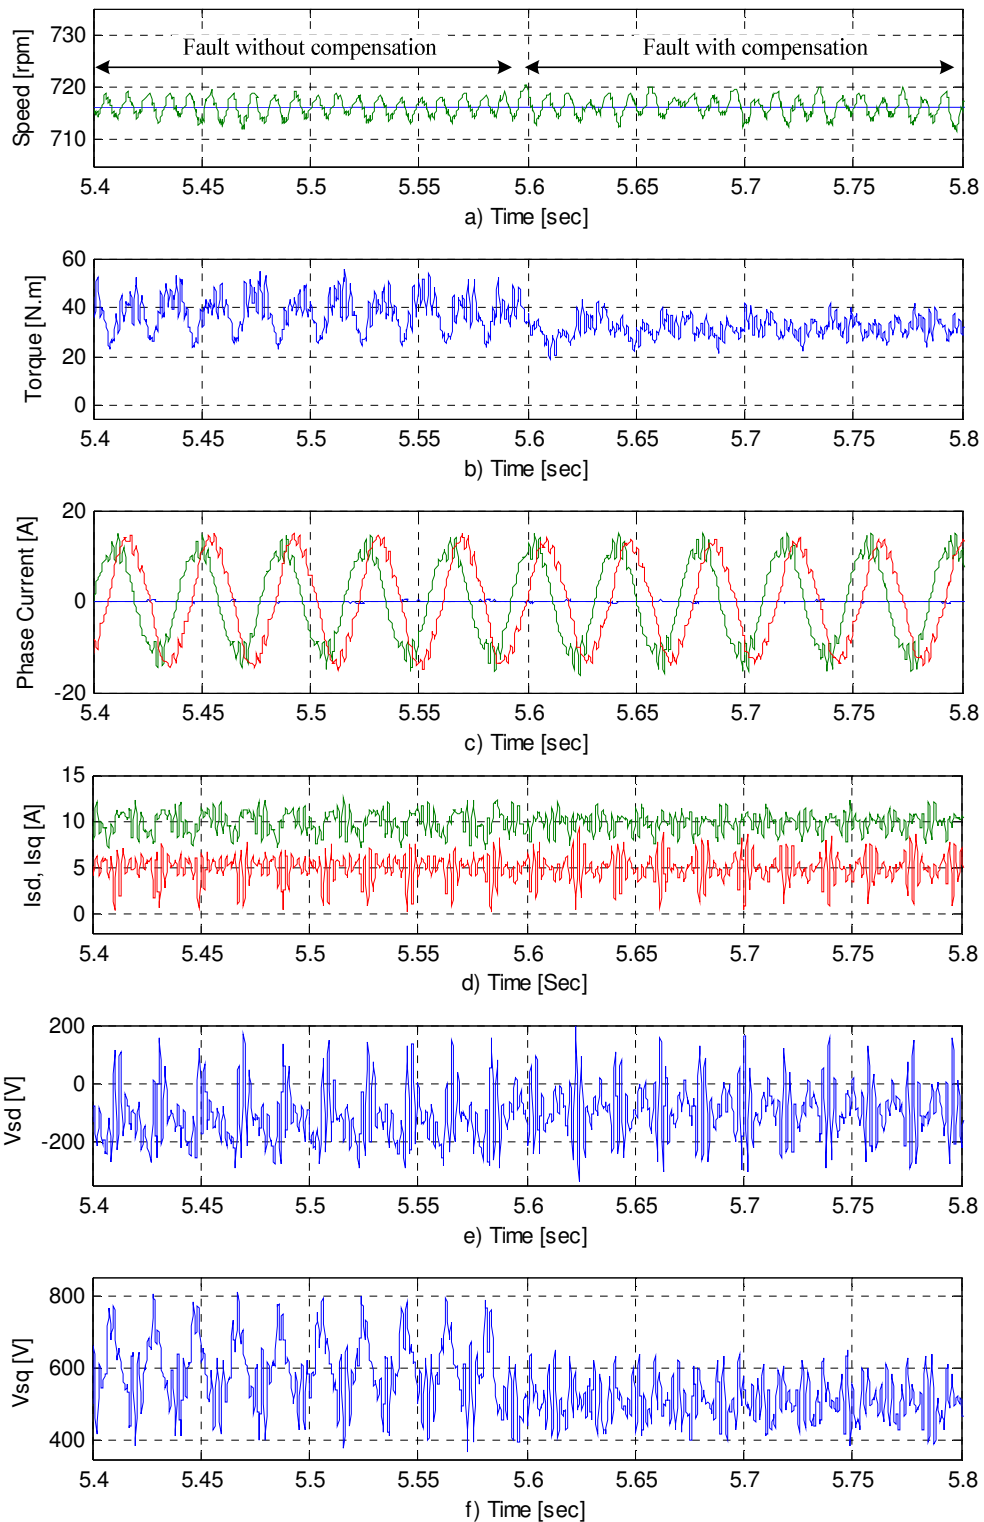 730
720
710
Speed [rpm]
Fault without compensation
Fault with compensation
5.4 5.45 5.5 5.55 5.6 5.65 5.7 5.75 5.8
a) Time [sec]
60
40
20
0
Torque [N.m]
5.4 5.45 5.5 5.55 5.6 5.65 5.7 5.75 5.8
b) Time [sec]
20
0
-20
Phase Current [A]
5.4 5.45 5.5 5.55 5.6 5.65 5.7 5.75 5.8
c) Time [sec]
15
10
5
0
Isd, Isq [A]
5.4 5.45 5.5 5.55 5.6 5.65 5.7 5.75 5.8
d) Time [Sec]
200
0
-200
Vsd [V]
5.4 5.45 5.5 5.55 5.6 5.65 5.7 5.75 5.8
e) Time [sec]
800
600
400
Vsq [V]
5.4 5.45 5.5 5.55 5.6 5.65 5.7 5.75 5.8
f) Time [sec]